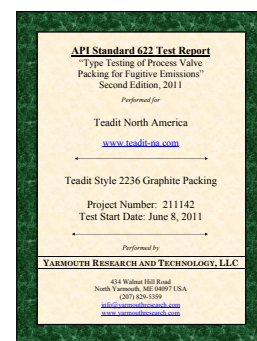 API Standard 622 Test Report
“Type Testing of Process Valve
Packing for Fugitive Emissions”
Second Edition, 2011
Performed for
Teadit North America
www.teadit-na.com
Teadit Style 2236 Graphite Packing
Project Number: 211142
Test Start Date: June 8, 2011
Performed by
YARMOUTH RESEARCH AND TECHNOLOGY, LLC
434 Walnut Hill Road
North Yarmouth, ME 04097 USA
(207) 829-5359
info@yarmouthresearch.com
www.yarmouthresearch.com